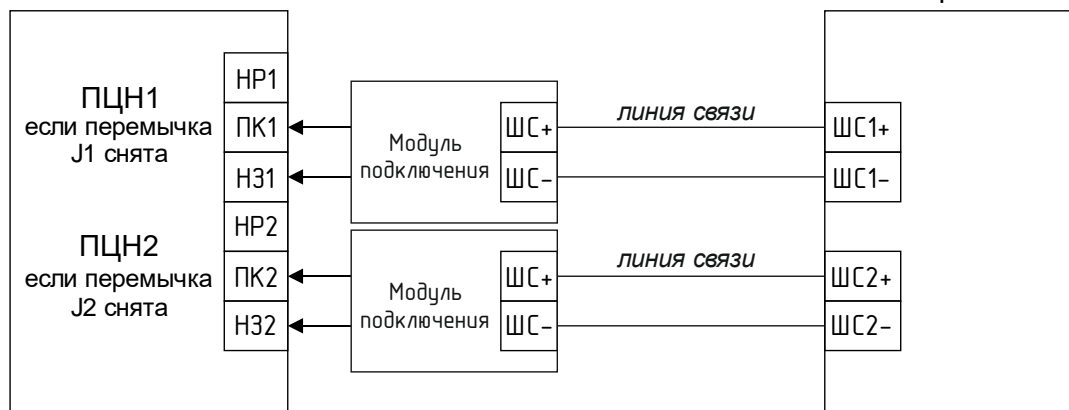 НР1
ПЦН1
если перемычка
J1 снята
ПК1
НЗ1
Модуль
подключения
ШС+
ШС-
линия связи
ШС1+
ШС1-
НР2
ПЦН2
если перемычка
J2 снята
ПК2
НЗ2
Модуль
подключения
ШС+
ШС-
линия связи
ШС2+
ШС2-